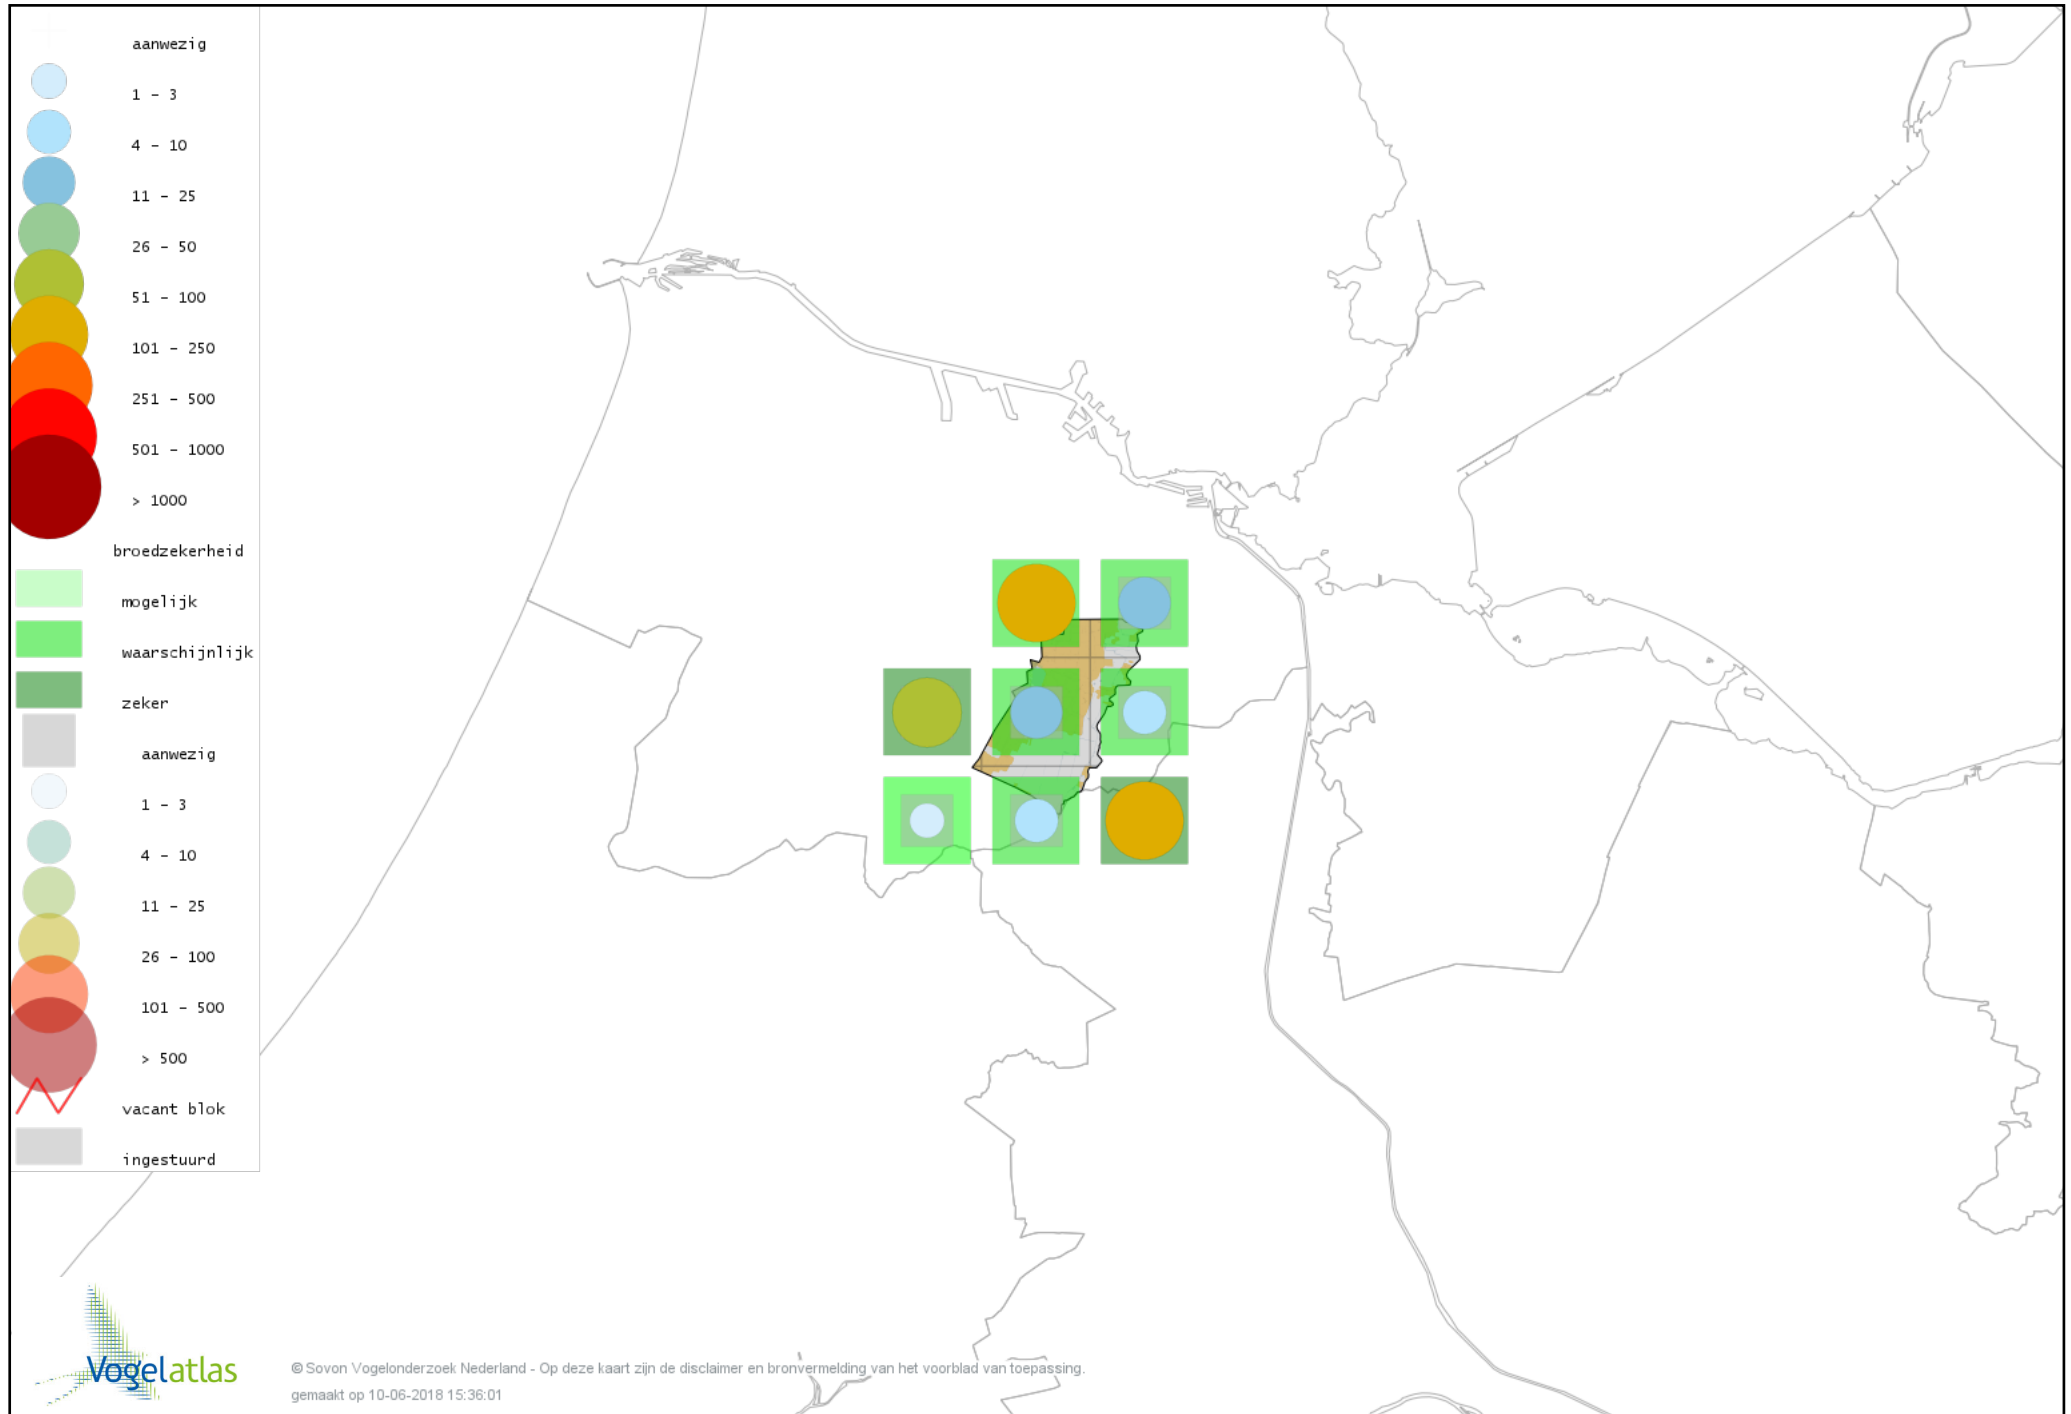 aanwezig
1 - 3
4 - 10
11 - 25
26 - 50
51 - 100
101 - 250
251 - 500
501 - 1000
> 1000
broedzekerheid
mogelijk
waarschijnlijk
zeker
aanwezig
1 - 3
4 - 10
11 - 25
26 - 100
101 - 500
> 500
vacant blok
ingestuurd
Vogelatlas
© Sovon Vogelonderzoek Nederland - Op deze kaart zijn de disclaimer en bronvermelding van het voorblad van toepassing.
gemaakt op 10-06-2018 15:36:01